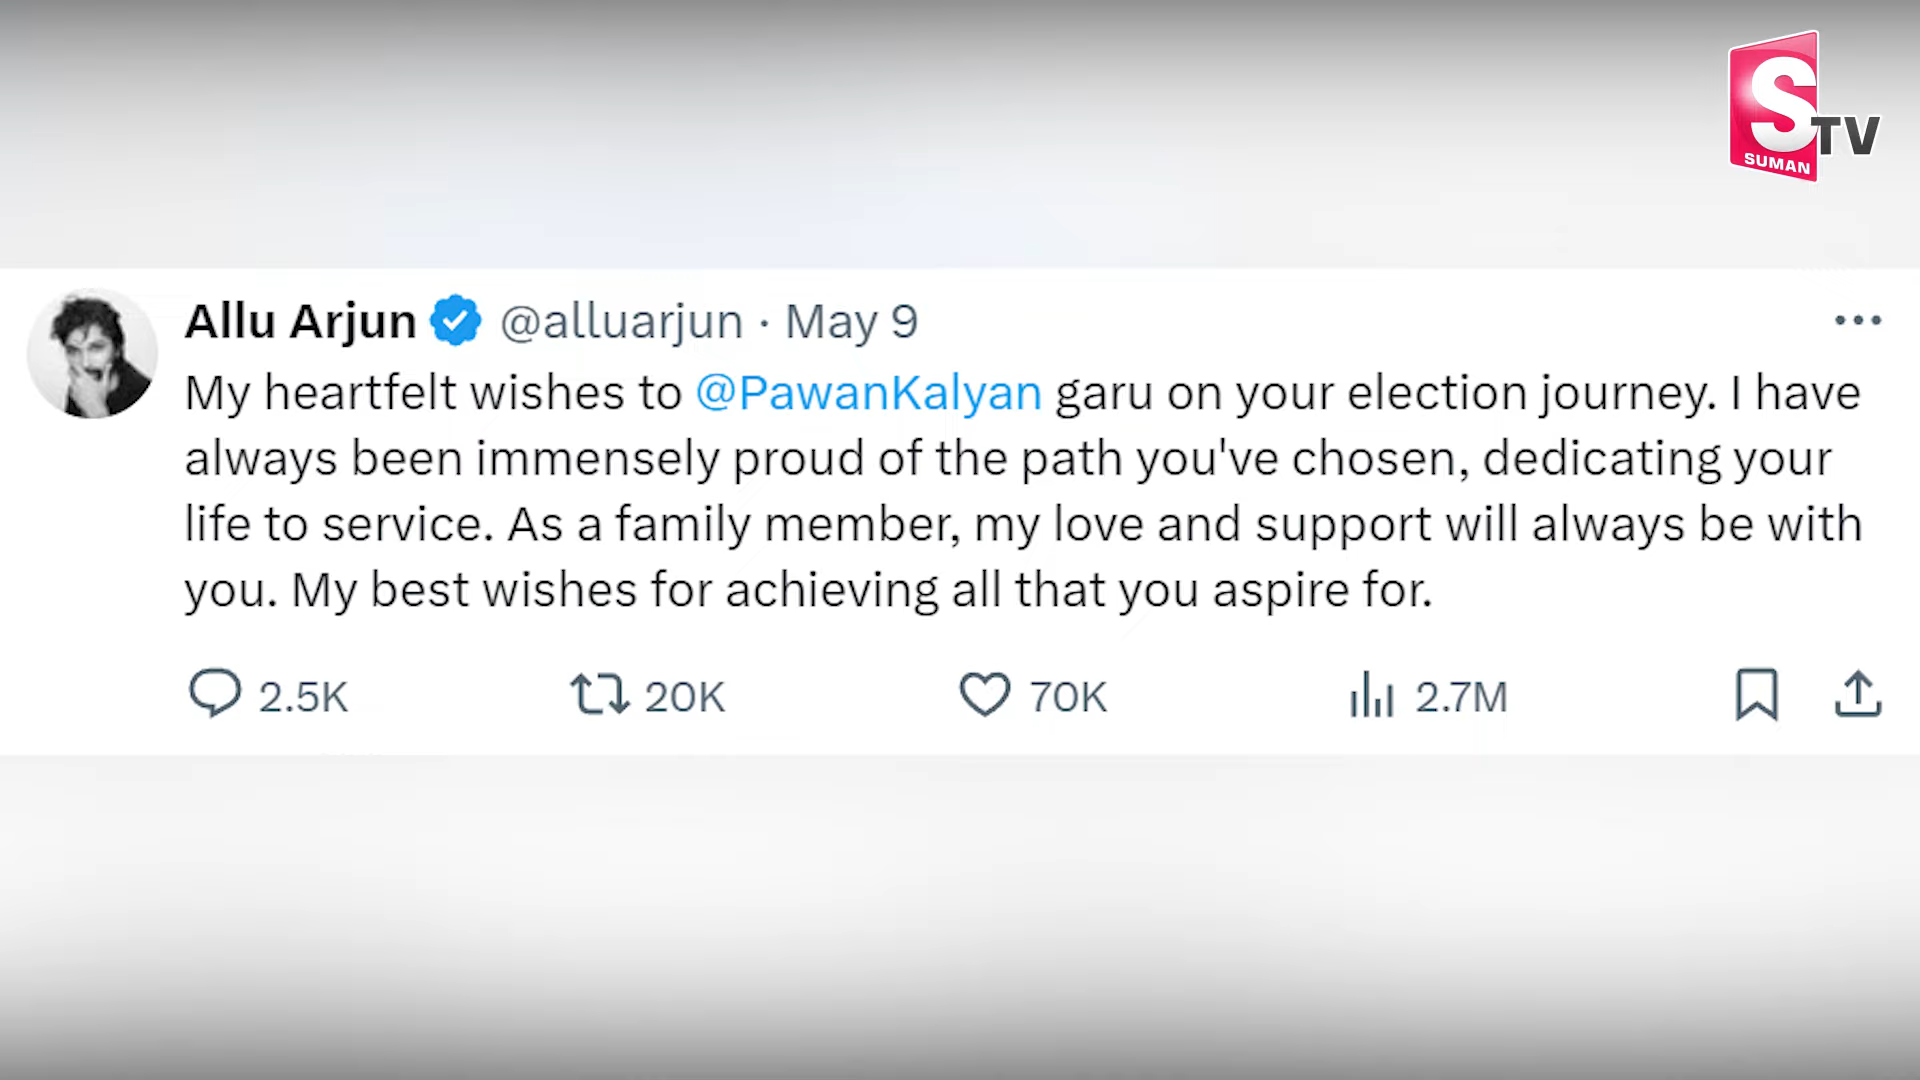 S
TV
SUMAN
Allu Arjun @alluarjun · May 9
My heartfelt wishes to @PawanKalyan garu on your election journey. I have
always been immensely proud of the path you've chosen, dedicating your
life to service. As a family member, my love and support will always be with
you. My best wishes for achieving all that you aspire for.
2.5K 20K 70K 2.7M